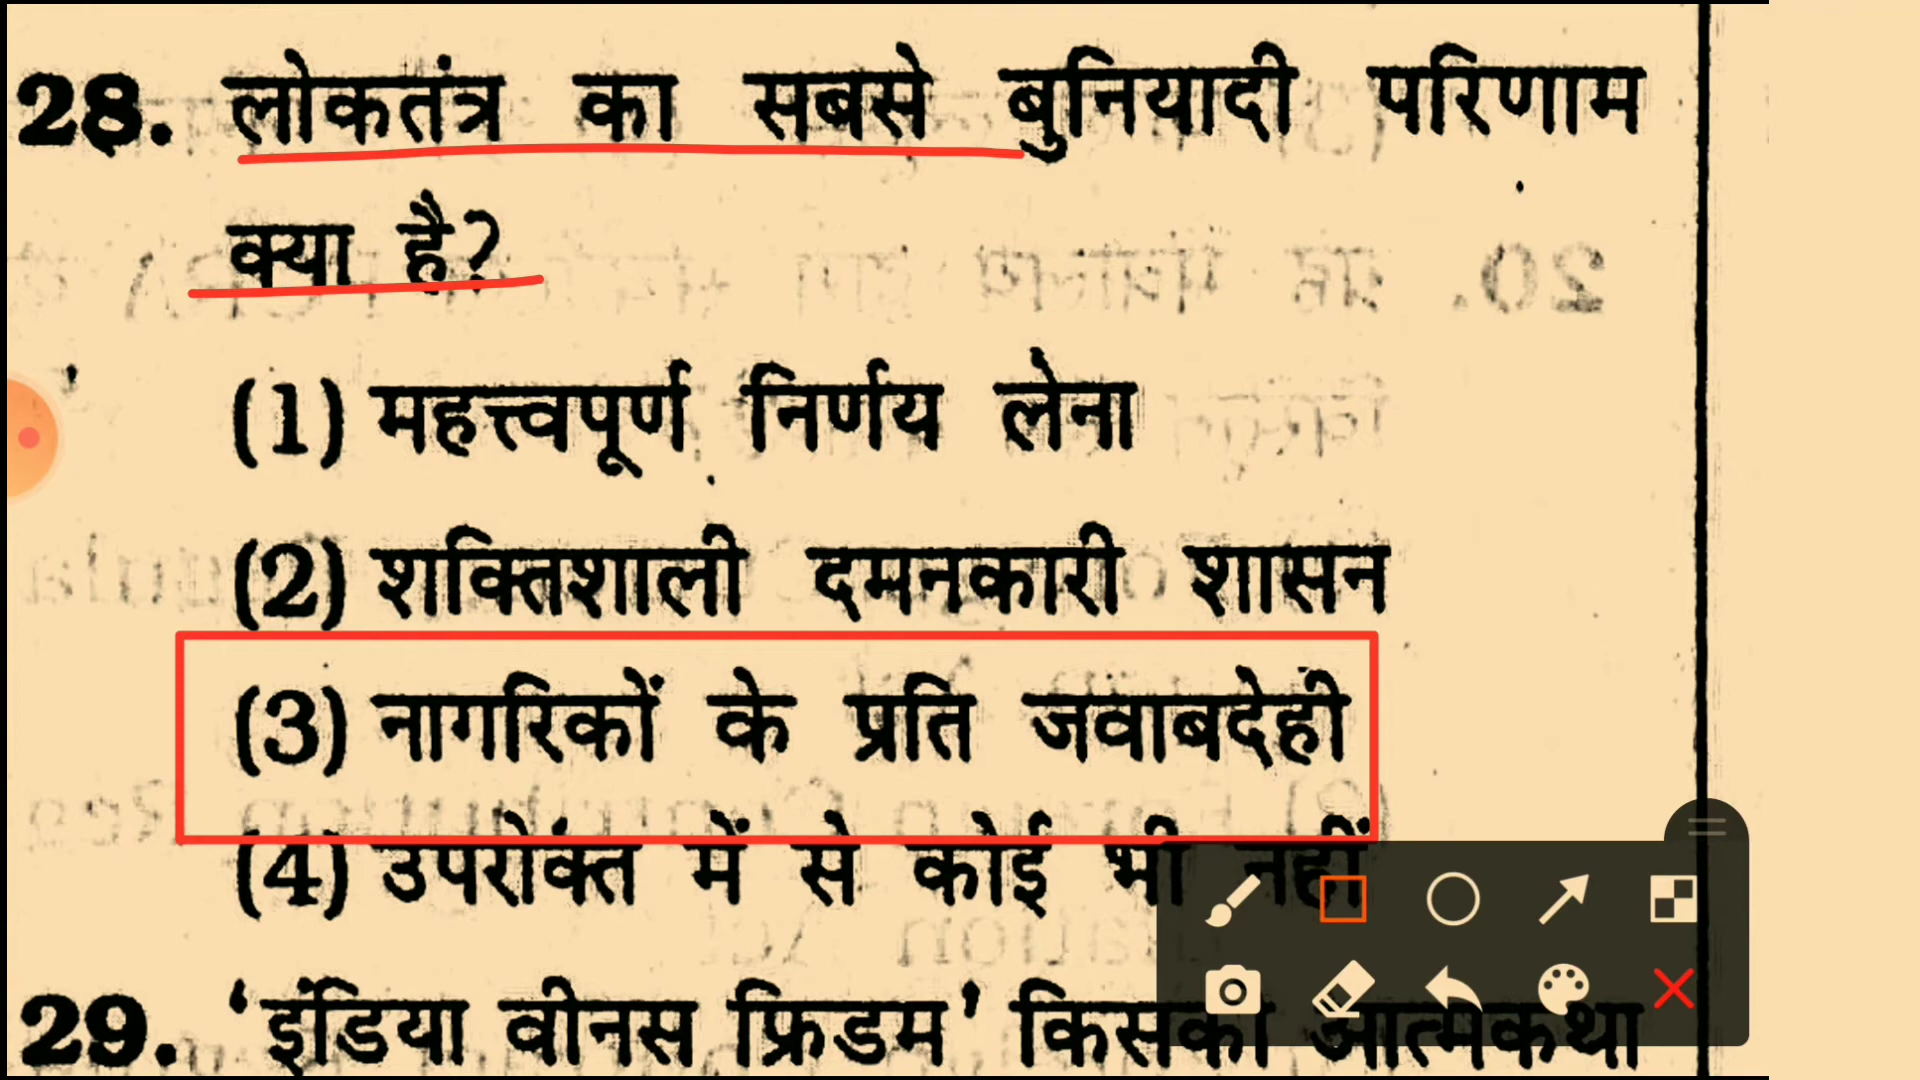 28. लोकतंत्र का सबसे बुनियादी परिणाम
क्या है?
(1) महत्त्वपूर्ण निर्णय लेना
(2) शक्तिशाली दमनकारी शासन
(3) नागरिकों के प्रति जवाबदेही
(4) उपरोक्त में से कोई भी नहीं
29. ‘इंडिया वीनस फ्रिडम’ किसकी आत्मकथा